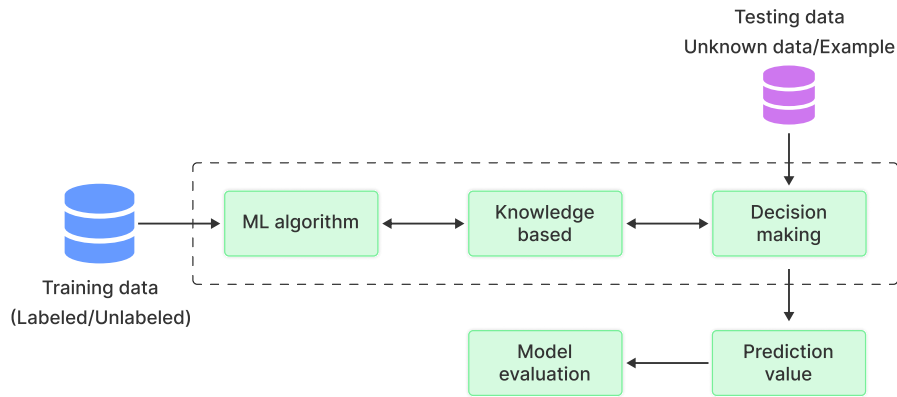 Testing data
Unknown data/Example
ML algorithm
Knowledge
based
Decision
making
Training data
(Labeled/Unlabeled)
Model
evaluation
Prediction
value